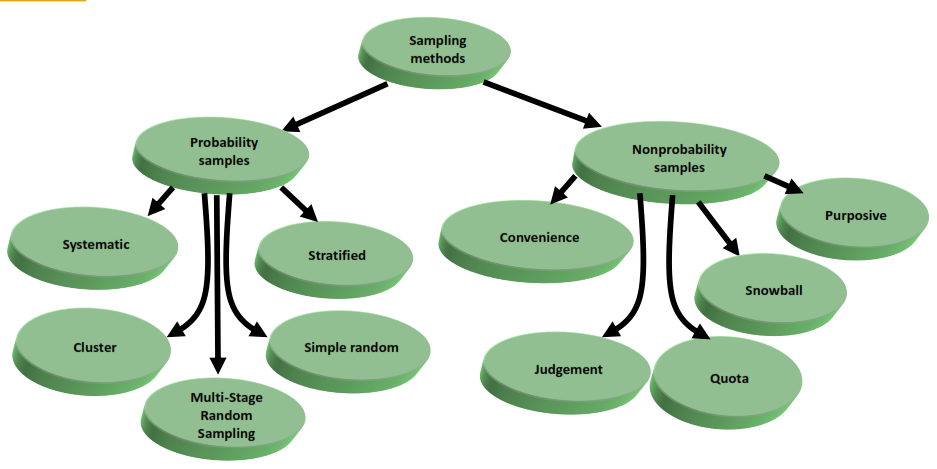 Sampling
methods
Probability
samples
Nonprobability
samples
Systematic
Stratified
Convenience
Purposive
Snowball
Cluster
Simple random
Judgement
Quota
Multi-Stage
Random
Sampling